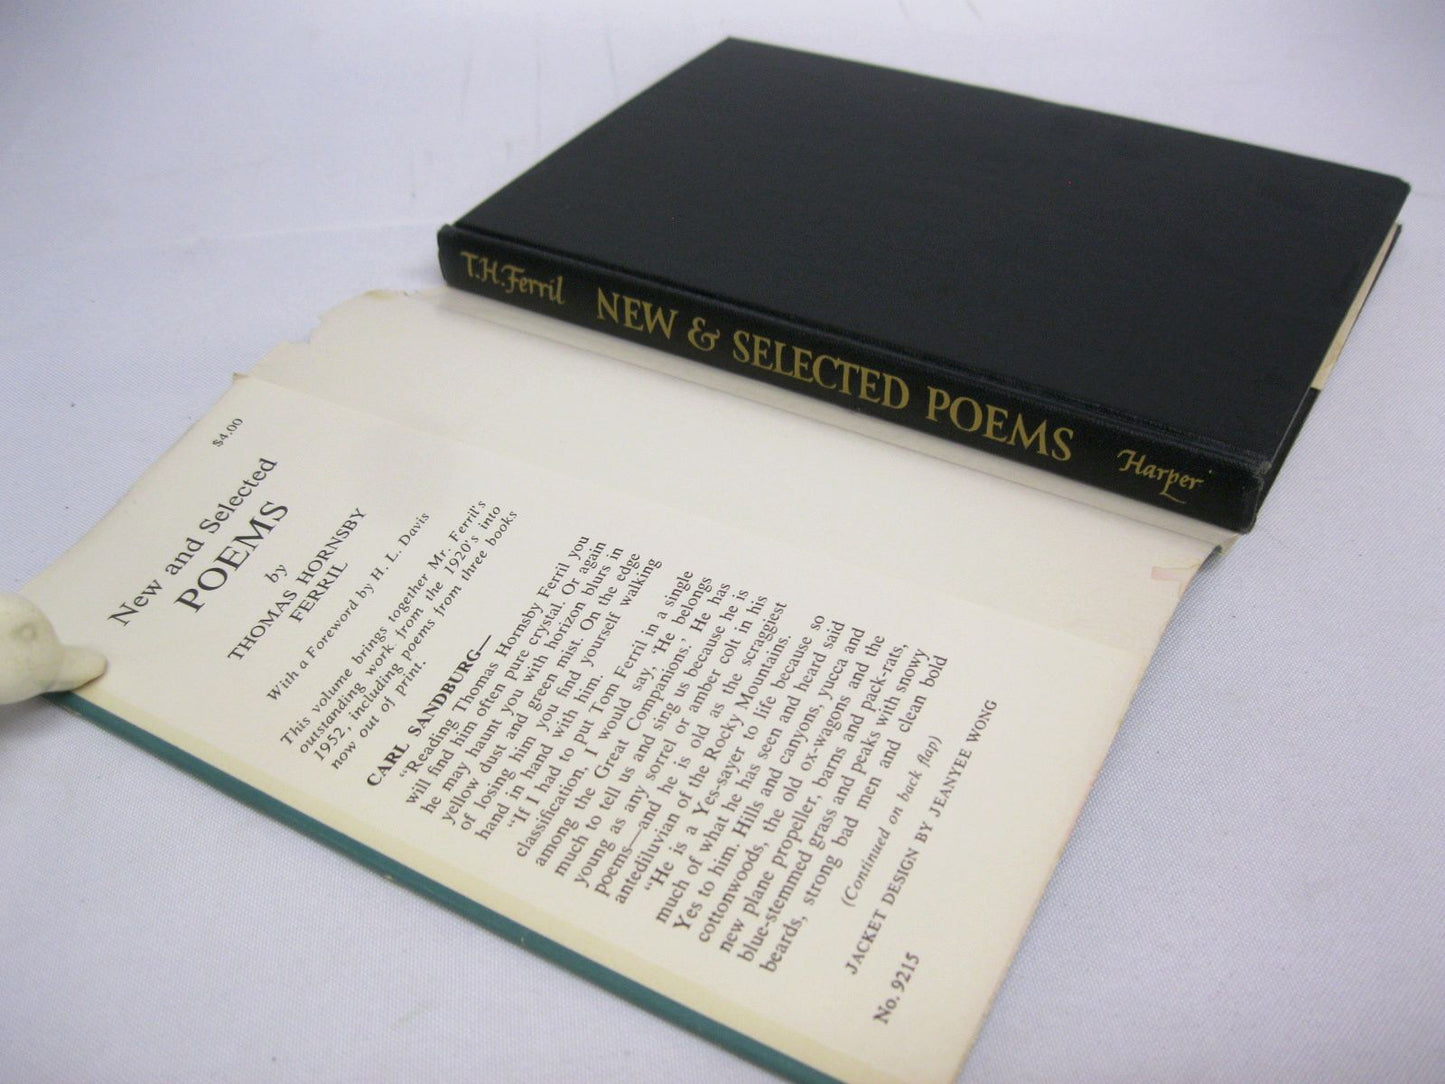 T.H.Ferril NEW & SELECTED POEMS Harper
$4.00
New and Selected
POEMS
by
THOMAS HORNSBY
FERRIL
With a Foreword by H. L. Davis
This volume brings together Mr. Ferril's
outstanding work from the 1920's into
1952, including poems from three books
now out of print.
CARL SANDBURG—
"Reading Thomas Hornsby Ferril you
will find him often pure crystal. Or again
he may haunt you with horizon blurs in
yellow dust and green mist. On the edge
of losing him you find yourself walking
hand in hand with him.
"If I had to put Tom Ferril in a single
classification, I would say, 'He belongs
among the Great Companions.' He has
much to tell us and sing us because he is
young as any sorrel or amber colt in his
poems—and he is old as the scraggiest
antediluvian of the Rocky Mountains.
"He is a Yes-sayer to life because so
much of what he has seen and heard said
Yes to him. Hills and canyons, yucca and
cottonwoods, the old ox-wagons and the
new plane propeller, barns and pack-rats,
blue-stemmed grass and peaks with snowy
beards, strong bad men and clean bold
(Continued on back flap)
JACKET DESIGN BY JEANYEE WONG
No. 9215